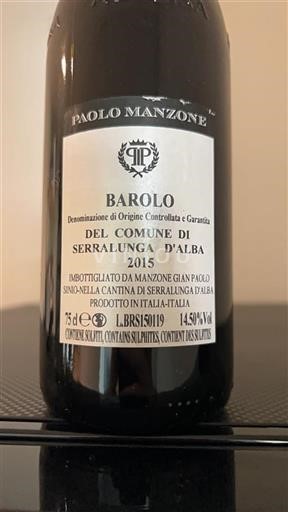 PAOLO MANZONE
BAROLO
Denominazione di Origine Controllata e Garantita
DEL COMUNE DI
SERRALUNGA D'ALBA
2015
IMBOTTIGLIATO DA MANZONE GIAN PAOLO
SINIO-NELLA CANTINA DI SERRALUNGA D'ALBA
PRODOTTO IN ITALIA-ITALIA
75 cl e L.BRS150119 14.50%Vol
CONTIENE SOLFITI, CONTAINS SULPHITES, CONTIENT DES SULFITES